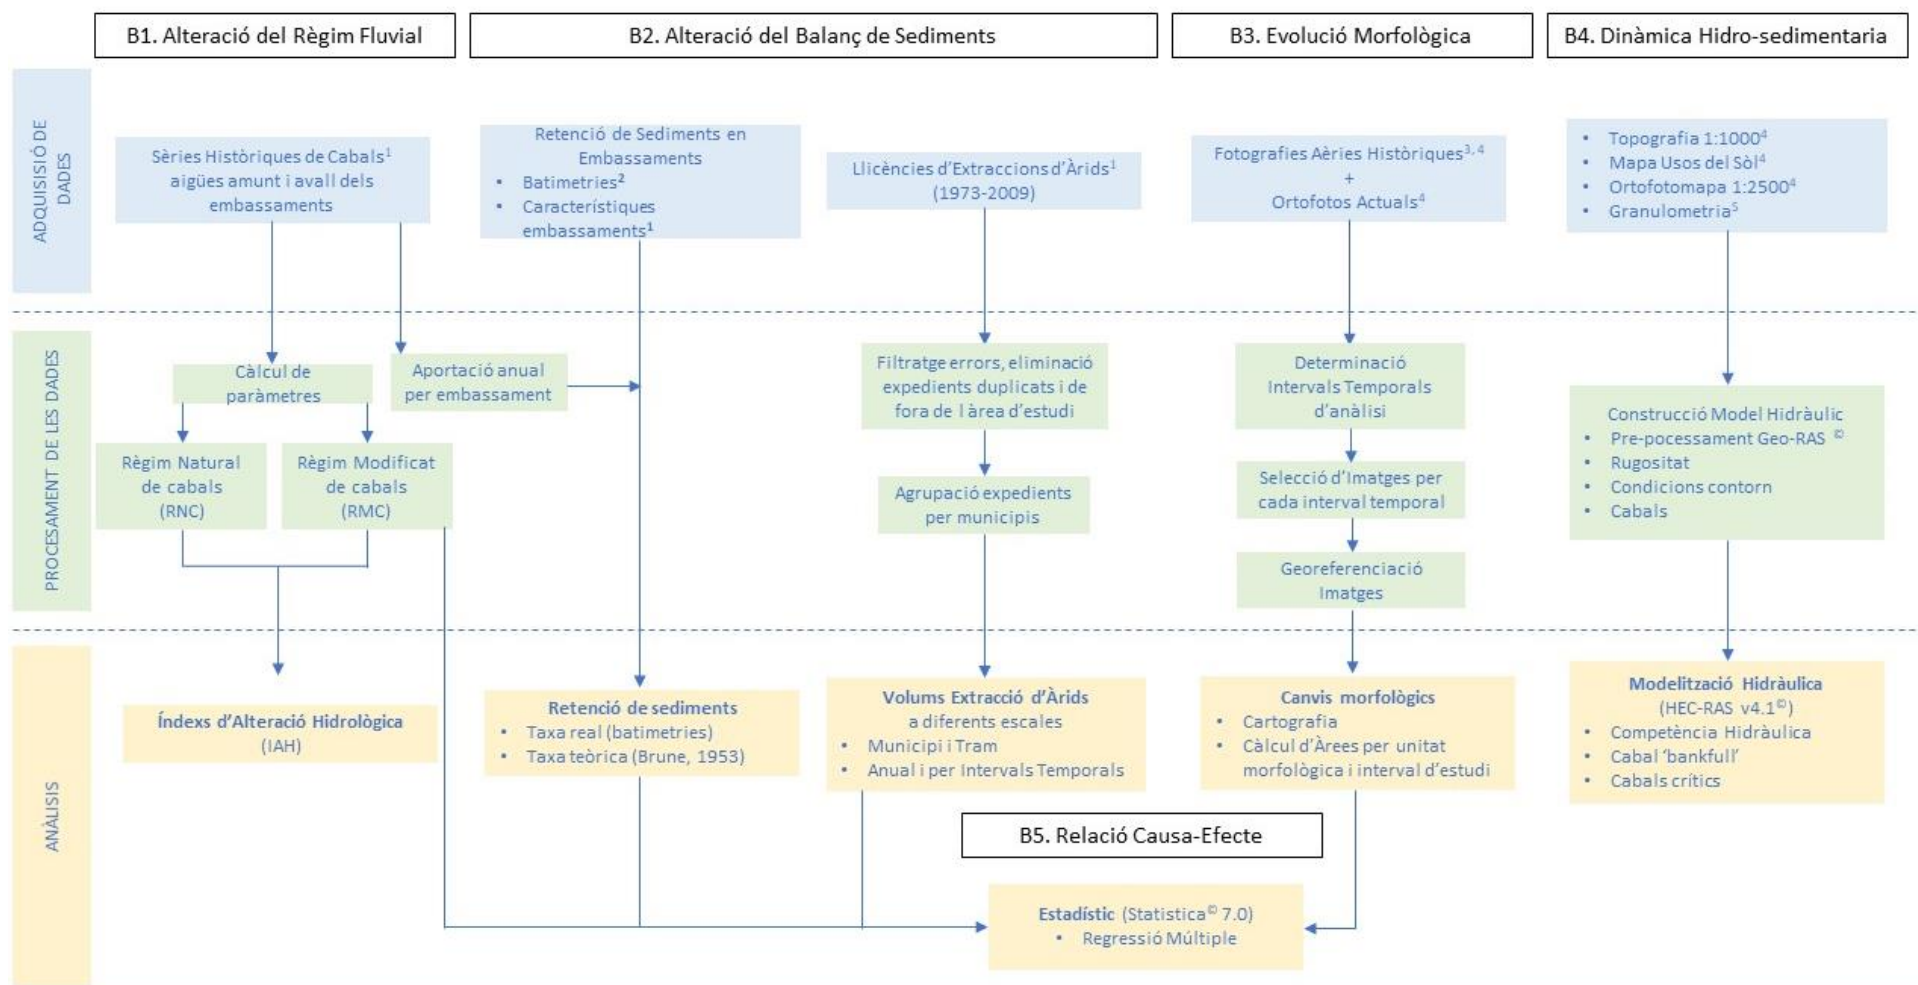 B1. Alteració del Règim Fluvial
B2. Alteració del Balanç de Sediments
B3. Evolució Morfològica
B4. Dinàmica Hidro-sedimentaria
ADQUISISIÓ DE
DADES
Sèries Històriques de Cabals¹
aigües amunt i avall dels
embassaments
Retenció de Sediments en
Embassaments
• Batimetries²
• Característiques
embassaments¹
Llicències d’Extraccions d’Àrids¹
(1973-2009)
Fotografies Aèries Històriques³,⁴
+
Ortofotos Actuals⁴
• Topografia 1:1000⁴
• Mapa Usos del Sòl⁴
• Ortofotomapa 1:2500⁴
• Granulometria⁵
PROCESAMENT DE LES DADES
Càlcul de
paràmetres
Aportació anual
per embassament
Règim Natural
de cabals
(RNC)
Règim Modificat
de cabals
(RMC)
Filtratge errors, eliminació
expedients duplicats i de
fora de l àrea d’estudi
Agrupació expedients
per municipis
Determinació
Intervals Temporals
d’anàlisi
Selecció d’Imatges per
cada interval temporal
Georeferenciació
Imatges
Construcció Model Hidràulic
• Pre-pocessament Geo-RAS ©
• Rugositat
• Condicions contorn
• Cabals
ANÀLISIS
Índexs d’Alteració Hidrològica
(IAH)
Retenció de sediments
• Taxa real (batimetries)
• Taxa teòrica (Brune, 1953)
Volums Extracció d’Àrids
a diferents escales
• Municipi i Tram
• Anual i per Intervals Temporals
Canvis morfològics
• Cartografia
• Càlcul d’Àrees per unitat
morfològica i interval d’estudi
Modelització Hidràulica
(HEC-RAS v4.1©)
• Competència Hidràulica
• Cabal ‘bankfull’
• Cabals crítics
B5. Relació Causa-Efecte
Estadístic (Statistica© 7.0)
• Regressió Múltiple